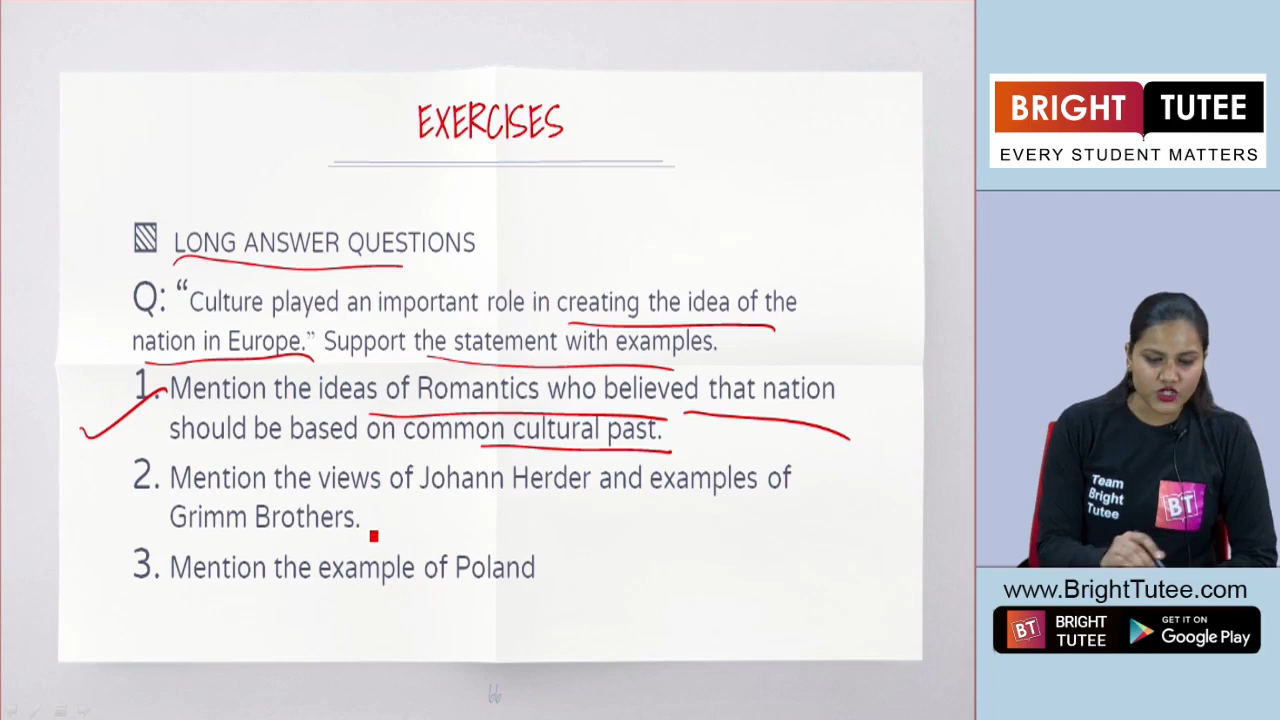 EXERCISES
LONG ANSWER QUESTIONS
Q: “Culture played an important role in creating the idea of the
nation in Europe.” Support the statement with examples.
1. Mention the ideas of Romantics who believed that nation
should be based on common cultural past.
2. Mention the views of Johann Herder and examples of
Grimm Brothers.
3. Mention the example of Poland
66
BRIGHT TUTEE
EVERY STUDENT MATTERS
Team
Bright
Tutee
BT
www.BrightTutee.com
BT
BRIGHT
TUTEE
GET IT ON
Google Play